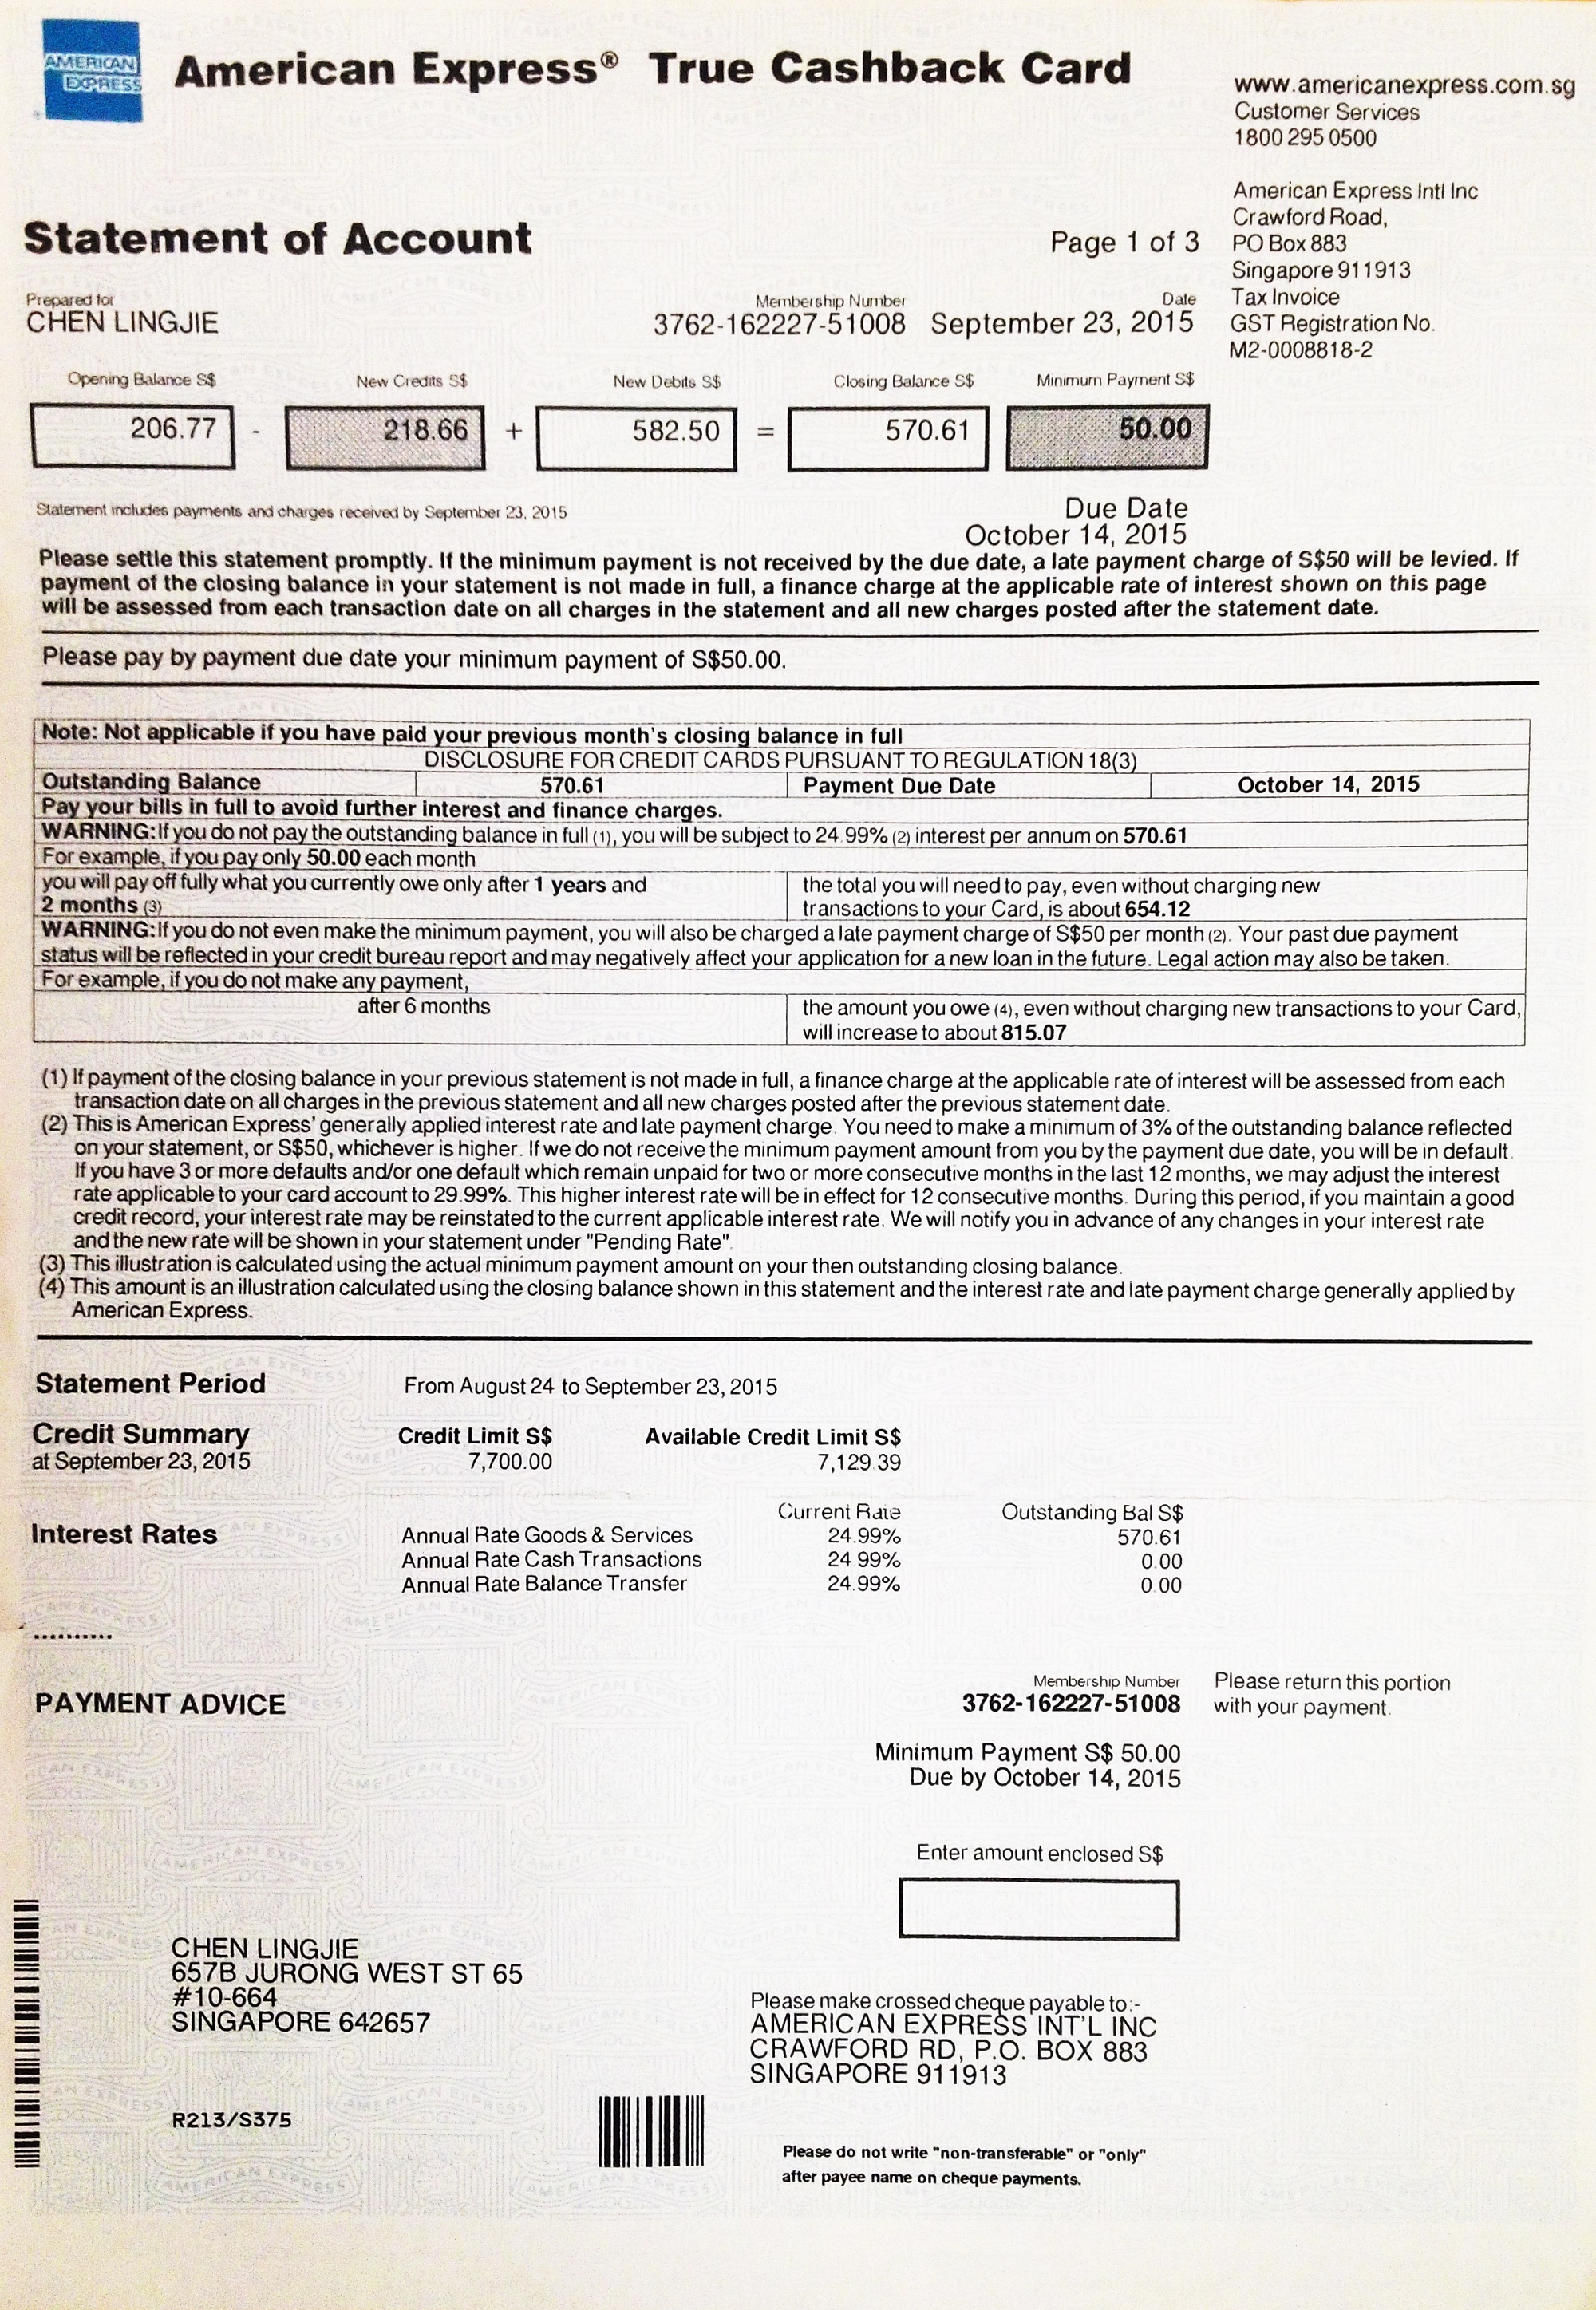 AMERICAN
EXPRESS
American Express® True Cashback Card
www.americanexpress.com.sg
Customer Services
1800 295 0500
American Express Intl Inc
Crawford Road,
PO Box 883
Singapore 911913
Tax Invoice
GST Registration No.
M2-0008818-2
Statement of Account
Page 1 of 3
Prepared for
CHEN LINGJIE
Membership Number
3762-162227-51008
Date
September 23, 2015
Opening Balance S$ New Credits S$ New Debits S$ Closing Balance S$ Minimum Payment S$
206.77 - 218.66 + 582.50 = 570.61 50.00
Statement includes payments and charges received by September 23, 2015
Due Date
October 14, 2015
Please settle this statement promptly. If the minimum payment is not received by the due date, a late payment charge of S$50 will be levied. If
payment of the closing balance in your statement is not made in full, a finance charge at the applicable rate of interest shown on this page
will be assessed from each transaction date on all charges in the statement and all new charges posted after the statement date.
Please pay by payment due date your minimum payment of S$50.00.
Note: Not applicable if you have paid your previous month's closing balance in full
DISCLOSURE FOR CREDIT CARDS PURSUANT TO REGULATION 18(3)
Outstanding Balance 570.61 Payment Due Date October 14, 2015
Pay your bills in full to avoid further interest and finance charges.
WARNING: If you do not pay the outstanding balance in full (1), you will be subject to 24.99% (2) interest per annum on 570.61
For example, if you pay only 50.00 each month
you will pay off fully what you currently owe only after 1 years and
2 months (3)
the total you will need to pay, even without charging new
transactions to your Card, is about 654.12
WARNING: If you do not even make the minimum payment, you will also be charged a late payment charge of S$50 per month (2). Your past due payment
status will be reflected in your credit bureau report and may negatively affect your application for a new loan in the future. Legal action may also be taken.
For example, if you do not make any payment,
after 6 months
the amount you owe (4), even without charging new transactions to your Card,
will increase to about 815.07
(1) If payment of the closing balance in your previous statement is not made in full, a finance charge at the applicable rate of interest will be assessed from each
transaction date on all charges in the previous statement and all new charges posted after the previous statement date.
(2) This is American Express' generally applied interest rate and late payment charge. You need to make a minimum of 3% of the outstanding balance reflected
on your statement, or S$50, whichever is higher. If we do not receive the minimum payment amount from you by the payment due date, you will be in default.
If you have 3 or more defaults and/or one default which remain unpaid for two or more consecutive months in the last 12 months, we may adjust the interest
rate applicable to your card account to 29.99%. This higher interest rate will be in effect for 12 consecutive months. During this period, if you maintain a good
credit record, your interest rate may be reinstated to the current applicable interest rate. We will notify you in advance of any changes in your interest rate
and the new rate will be shown in your statement under "Pending Rate".
(3) This illustration is calculated using the actual minimum payment amount on your then outstanding closing balance.
(4) This amount is an illustration calculated using the closing balance shown in this statement and the interest rate and late payment charge generally applied by
American Express.
Statement Period From August 24 to September 23, 2015
Credit Summary Credit Limit S$ Available Credit Limit S$
at September 23, 2015 7,700.00 7,129.39
Current Rate Outstanding Bal S$
Interest Rates Annual Rate Goods & Services 24.99% 570.61
Annual Rate Cash Transactions 24.99% 0.00
Annual Rate Balance Transfer 24.99% 0.00
..........
PAYMENT ADVICE
Membership Number
3762-162227-51008
Please return this portion
with your payment.
Minimum Payment S$ 50.00
Due by October 14, 2015
Enter amount enclosed S$
CHEN LINGJIE
657B JURONG WEST ST 65
#10-664
SINGAPORE 642657
Please make crossed cheque payable to:-
AMERICAN EXPRESS INT'L INC
CRAWFORD RD, P.O. BOX 883
SINGAPORE 911913
R213/S375
Please do not write "non-transferable" or "only"
after payee name on cheque payments.